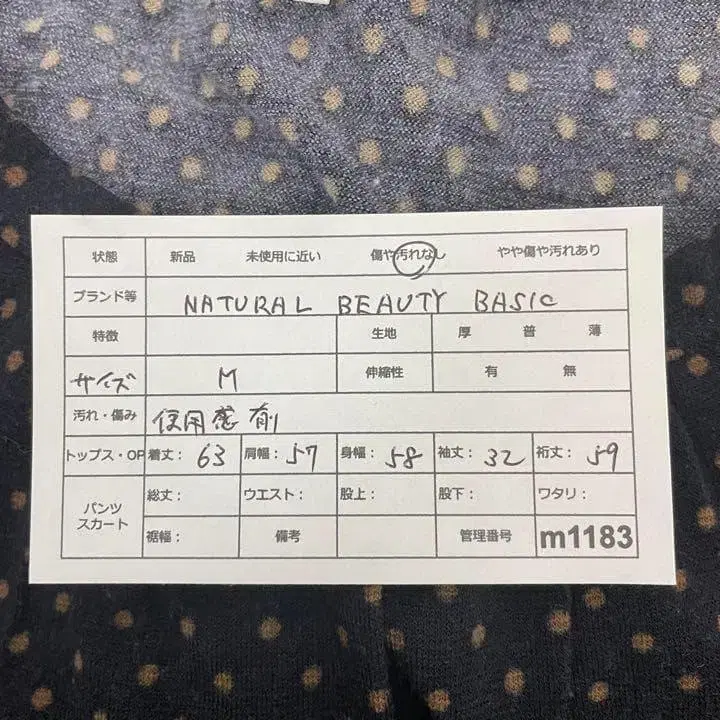 状態 新品 未使用に近い 傷や汚れなし やや傷や汚れあり
ブランド等 NATURAL BEAUTY BASIC
特徴 生地 厚 普 薄
サイズ M 伸縮性 有 無
汚れ・傷み 使用感有り
トップス・OP 着丈： 63 肩幅： 57 身幅： 58 袖丈： 32 裄丈： 59
パンツ 総丈： ウエスト： 股上： 股下： ワタリ：
スカート
裾幅： 備考 管理番号 m1183